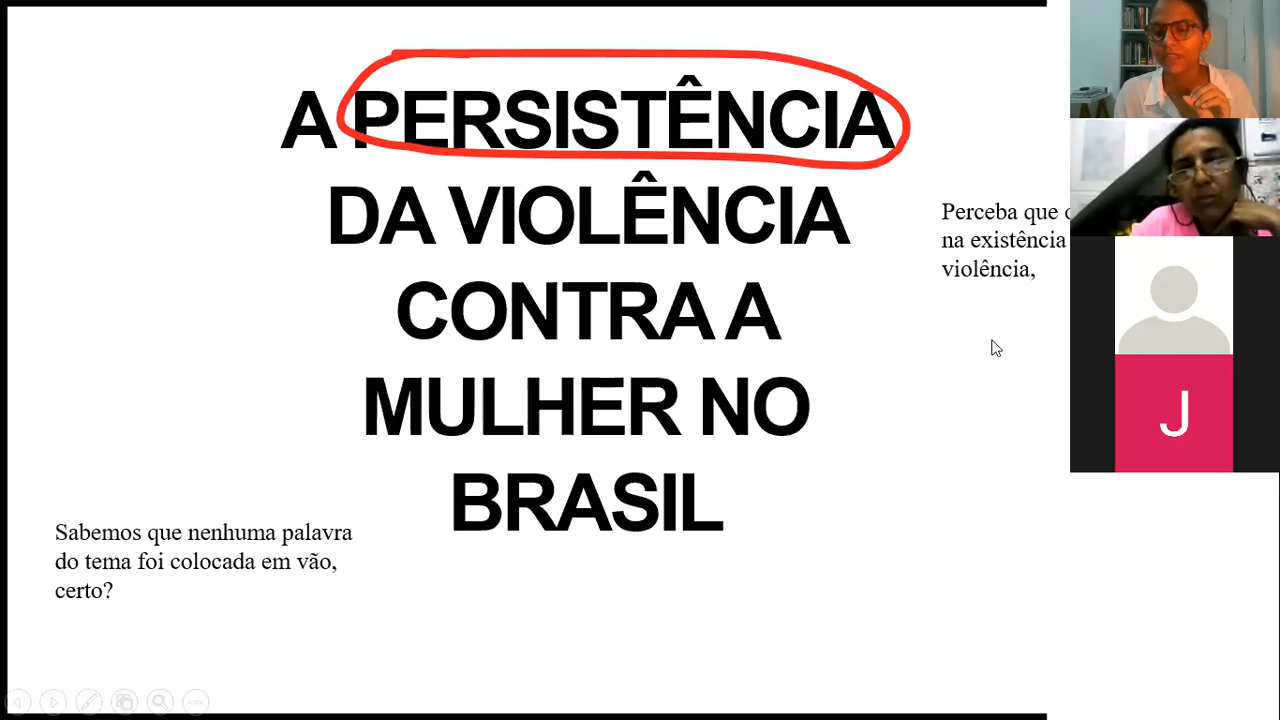 A PERSISTÊNCIA
DA VIOLÊNCIA
CONTRA A
MULHER NO
BRASIL
Perceba que
na existência
violência,
Sabemos que nenhuma palavra
do tema foi colocada em vão,
certo?
J